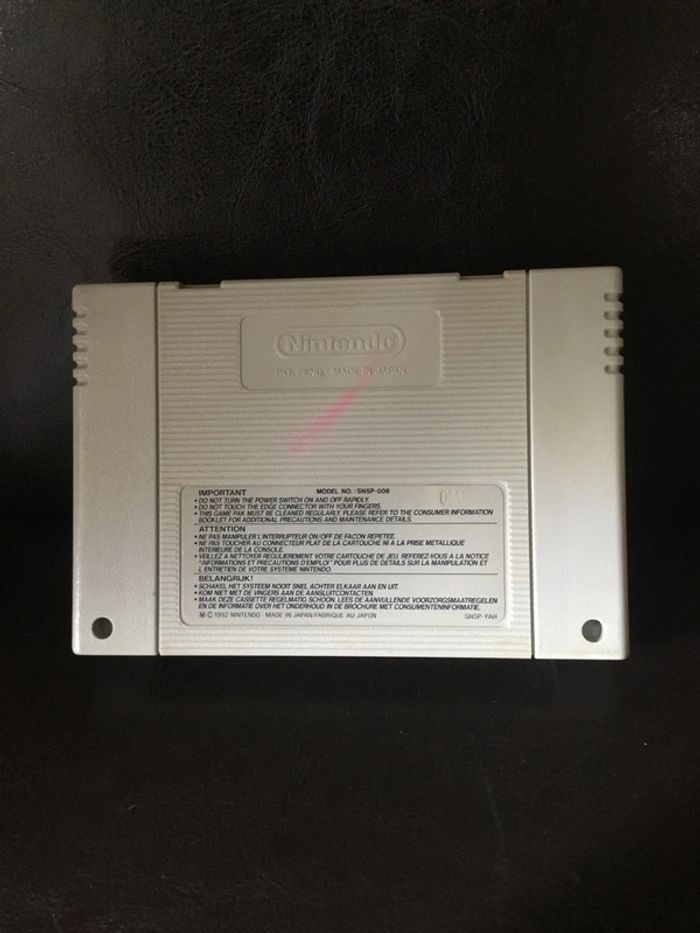 Nintendo
PAT. PEND. MADE IN JAPAN
IMPORTANT MODEL NO.: SNSP-006
• DO NOT TURN THE POWER SWITCH ON AND OFF RAPIDLY.
• DO NOT TOUCH THE EDGE CONNECTOR WITH YOUR FINGERS.
• THIS GAME PAK MUST BE CLEANED REGULARLY. PLEASE REFER TO THE CONSUMER INFORMATION
BOOKLET FOR ADDITIONAL PRECAUTIONS AND MAINTENANCE DETAILS.
ATTENTION
• NE PAS MANIPULER L'INTERRUPTEUR ON/OFF DE FACON REPETEE.
• NE PAS TOUCHER AU CONNECTEUR PLAT DE LA CARTOUCHE NI A LA PRISE METALLIQUE
INTERIEURE DE LA CONSOLE.
• VEILLEZ A NETTOYER REGULIEREMENT VOTRE CARTOUCHE DE JEU. REFEREZ-VOUS A LA NOTICE
"INFORMATIONS ET PRECAUTIONS D'EMPLOI" POUR PLUS DE DETAILS SUR LA MANIPULATION ET
L'ENTRETIEN DE VOTRE SYSTEME NINTENDO.
BELANGRIJK!
• SCHAKEL HET SYSTEEM NOOIT SNEL ACHTER ELKAAR AAN EN UIT.
• KOM NIET MET DE VINGERS AAN DE AANSLUITCONTACTEN.
• MAAK DEZE CASSETTE REGELMATIG SCHOON. LEES DE AANVULLENDE VOORZORGSMAATREGELEN
EN DE INFORMATIE OVER HET ONDERHOUD IN DE BROCHURE MET CONSUMENTENINFORMATIE.
M·© 1992 NINTENDO MADE IN JAPAN/FABRIQUE AU JAPON SNSP-FAH